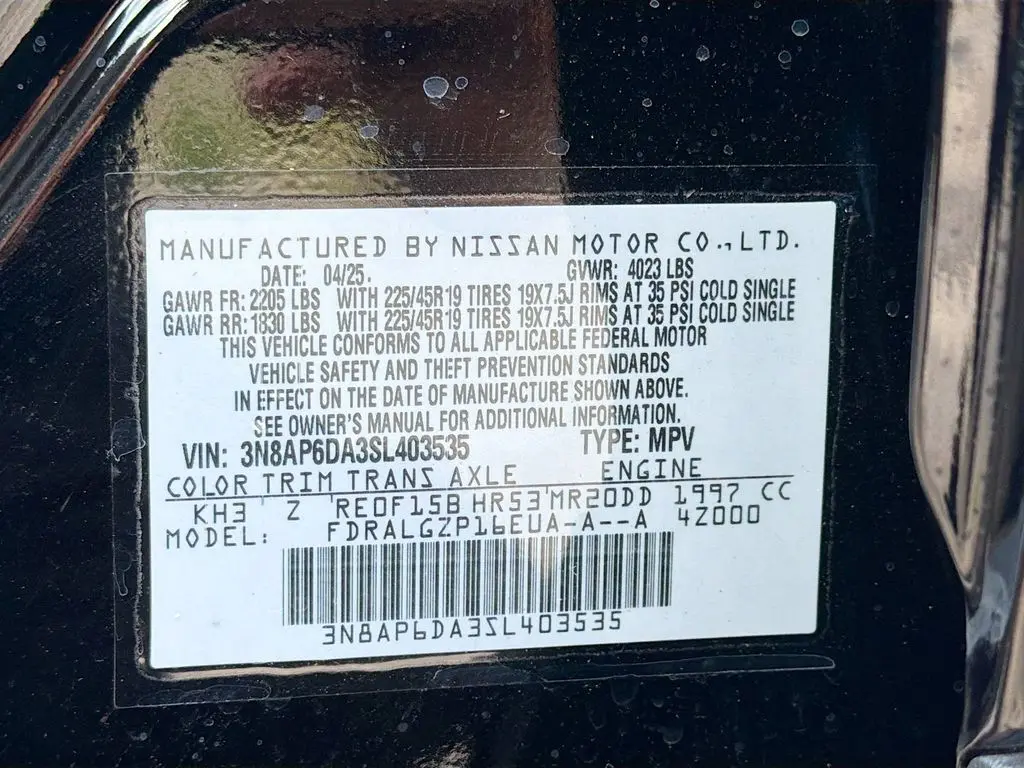 MANUFACTURED BY NISSAN MOTOR CO.,LTD.
DATE: 04/25. GVWR: 4023 LBS
GAWR FR: 2205 LBS WITH 225/45R19 TIRES 19X7.5J RIMS AT 35 PSI COLD SINGLE
GAWR RR: 1830 LBS WITH 225/45R19 TIRES 19X7.5J RIMS AT 35 PSI COLD SINGLE
THIS VEHICLE CONFORMS TO ALL APPLICABLE FEDERAL MOTOR
VEHICLE SAFETY AND THEFT PREVENTION STANDARDS
IN EFFECT ON THE DATE OF MANUFACTURE SHOWN ABOVE.
SEE OWNER'S MANUAL FOR ADDITIONAL INFORMATION.
VIN: 3N8AP6DA3SL403535 TYPE: MPV
COLOR TRIM TRANS AXLE ENGINE
KH3 Z RE0F15B HR53 MR20DD 1997 CC
MODEL: FDRALGZP16EUA-A--A 4Z000
3N8AP6DA3SL403535